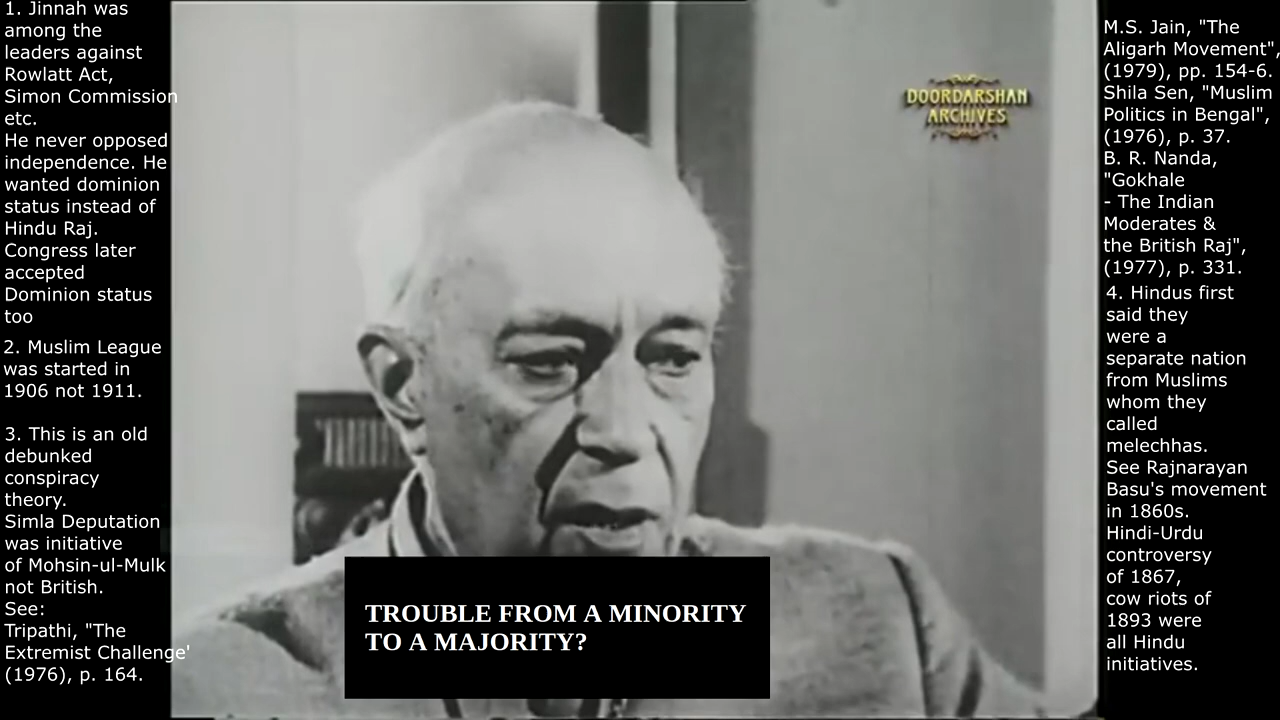 1. Jinnah was
among the
leaders against
Rowlatt Act,
Simon Commission
etc.
He never opposed
independence. He
wanted dominion
status instead of
Hindu Raj.
Congress later
accepted
Dominion status
too
2. Muslim League
was started in
1906 not 1911.
3. This is an old
debunked
conspiracy
theory.
Simla Deputation
was initiative
of Mohsin-ul-Mulk
not British.
See:
Tripathi, "The
Extremist Challenge'
(1976), p. 164.
DOORDARSHAN
ARCHIVES
TROUBLE FROM A MINORITY
TO A MAJORITY?
M.S. Jain, "The
Aligarh Movement",
(1979), pp. 154-6.
Shila Sen, "Muslim
Politics in Bengal",
(1976), p. 37.
B. R. Nanda,
"Gokhale
- The Indian
Moderates &
the British Raj",
(1977), p. 331.
4. Hindus first
said they
were a
separate nation
from Muslims
whom they
called
melechhas.
See Rajnarayan
Basu's movement
in 1860s.
Hindi-Urdu
controversy
of 1867,
cow riots of
1893 were
all Hindu
initiatives.